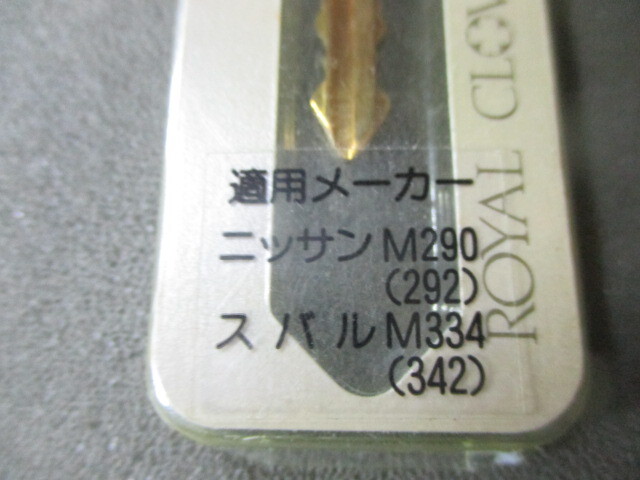 適用メーカー
ニッサンM290
(292)
スバルM334
(342)
ROYAL CLOV